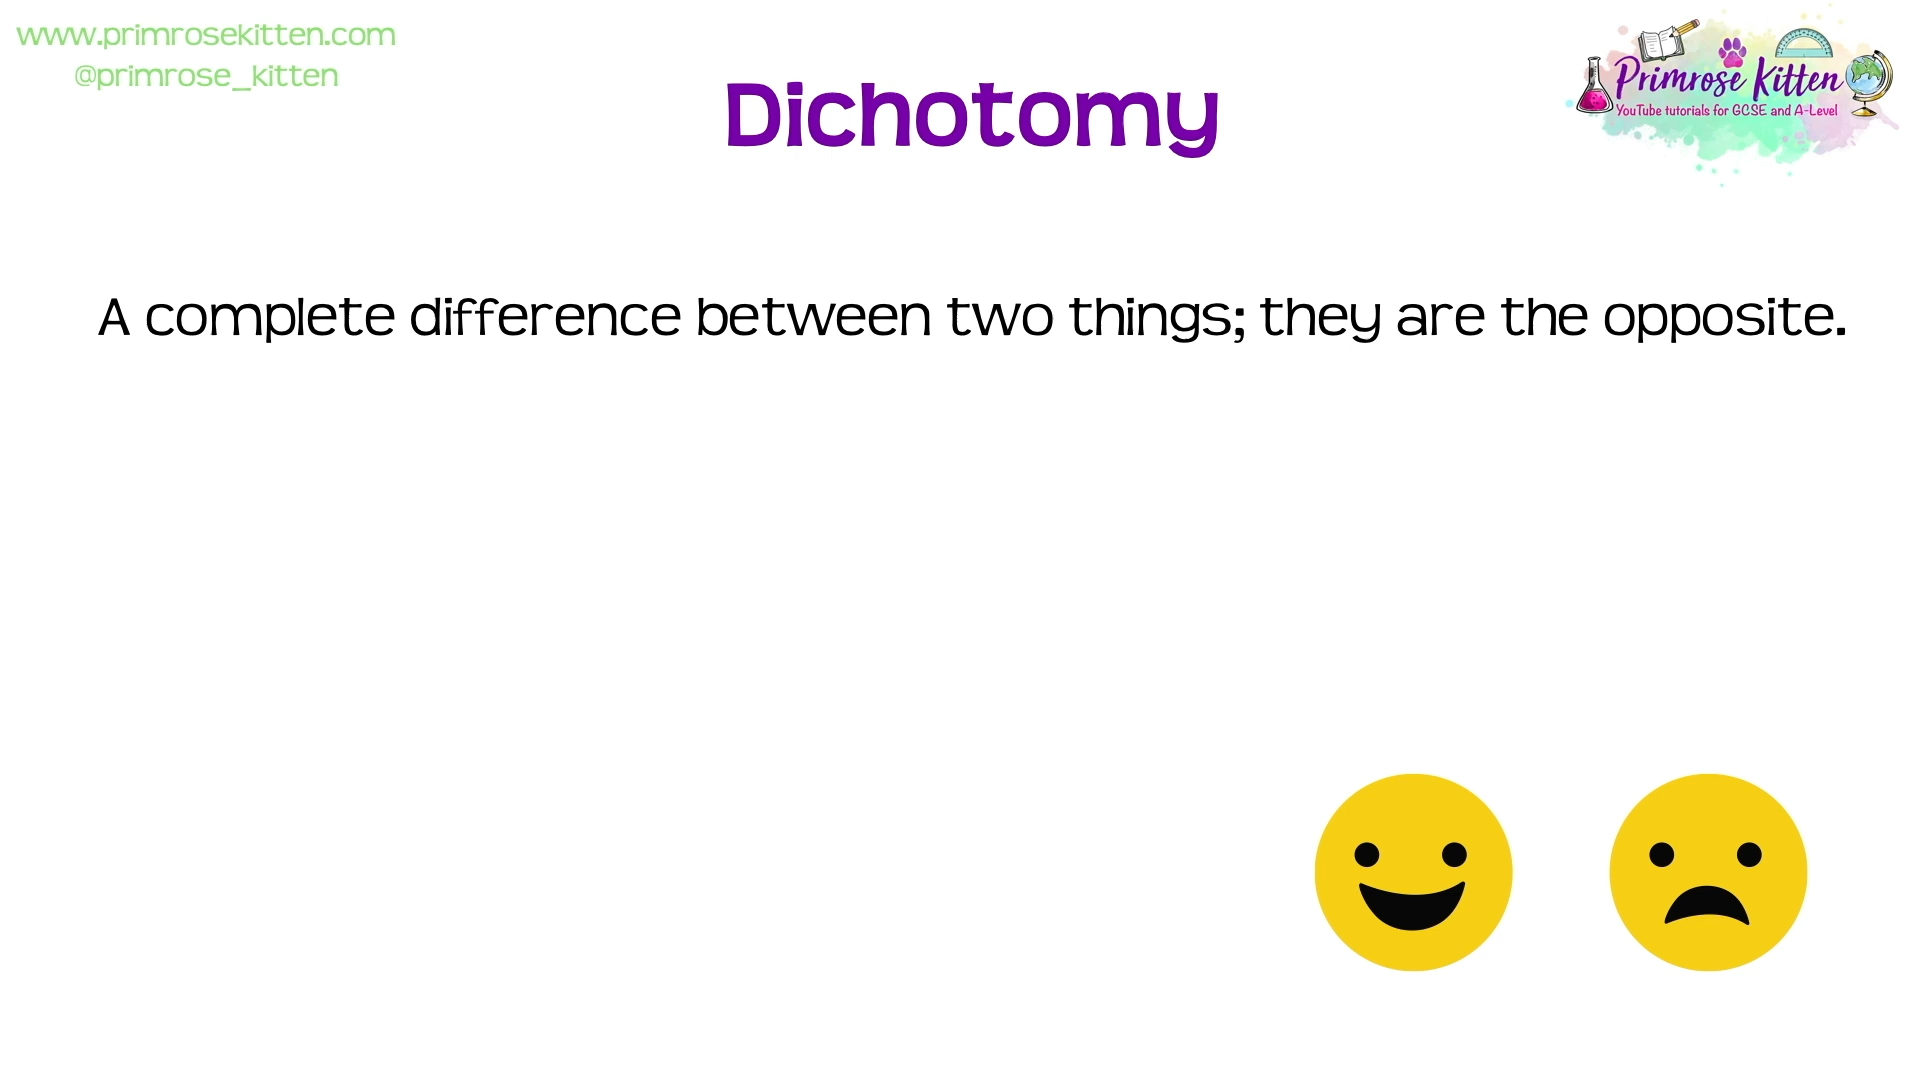 www.primrosekitten.com
@primrose_kitten
Dichotomy
Primrose Kitten
YouTube tutorials for GCSE and A-Level
A complete difference between two things; they are the opposite.